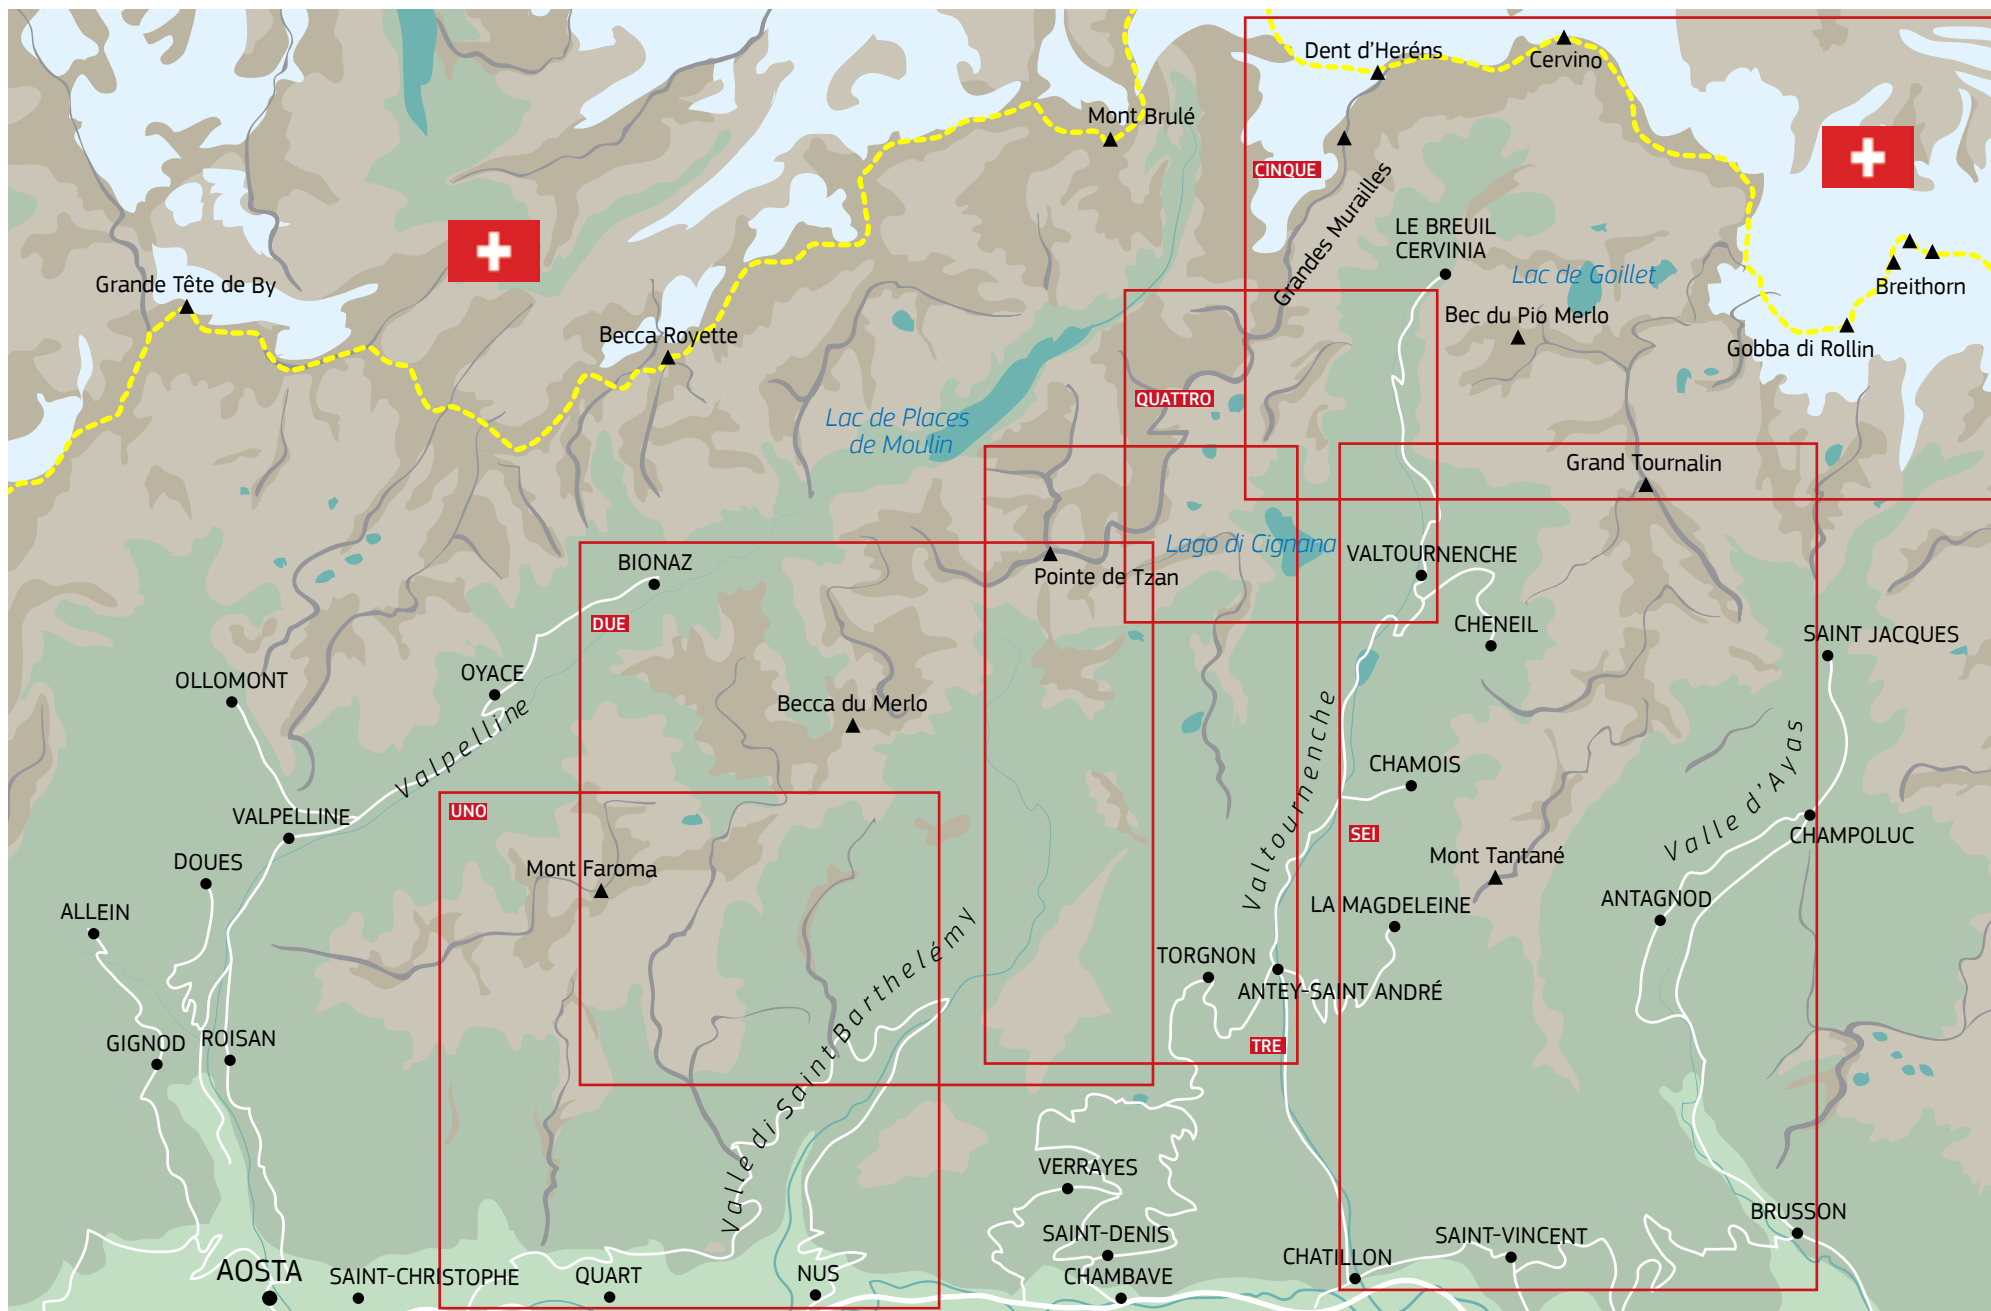 Dent d'Heréns
Cervino
Mont Brulé
CINQUE
Grandes Murailles
LE BREUIL
CERVINIA
Lac de Goillet
Breithorn
Grande Tête de By
Bec du Pio Merlo
Becca Royette
Gobba di Rollin
QUATTRO
Lac de Places
de Moulin
Grand Tournalin
Lago di Cignana
VALTOURNENCHE
BIONAZ
Pointe de Tzan
DUE
CHENEIL
SAINT JACQUES
OYACE
OLLOMONT
Becca du Merlo
Valpelline
Valtournenche
CHAMOIS
Valle d'Ayas
UNO
VALPELLINE
SEI
CHAMPOLUC
DOUES
Mont Faroma
Mont Tantané
ALLEIN
LA MAGDELEINE
ANTAGNOD
Valle di Saint Barthelémy
TORGNON
ANTEY-SAINT ANDRÉ
GIGNOD
ROISAN
TRE
VERRAYES
BRUSSON
SAINT-DENIS
SAINT-VINCENT
CHATILLON
AOSTA
SAINT-CHRISTOPHE
QUART
NUS
CHAMBAVE